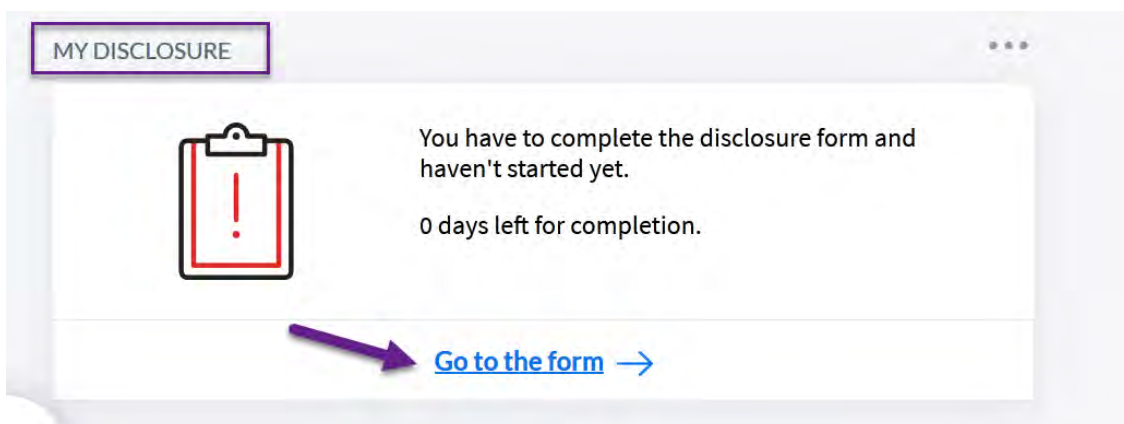 MY DISCLOSURE
You have to complete the disclosure form and
haven't started yet.
0 days left for completion.
Go to the form